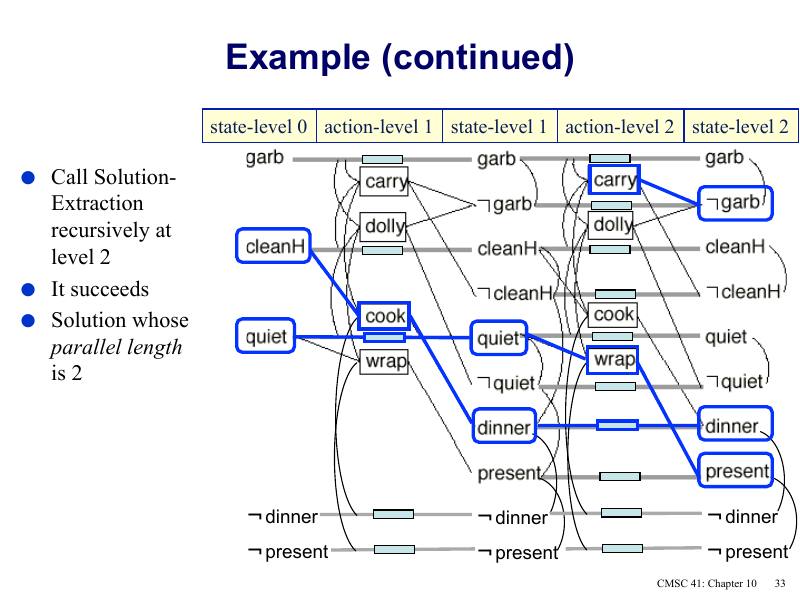 Example (continued)
state-level 0 action-level 1 state-level 1 action-level 2 state-level 2
● Call Solution-
Extraction
recursively at
level 2
● It succeeds
● Solution whose
parallel length
is 2
garb garb garb
carry carry
¬garb ¬garb
dolly dolly
cleanH cleanH cleanH
¬cleanH ¬cleanH
cook cook
quiet quiet quiet
wrap wrap
¬quiet ¬quiet
dinner dinner
present present
¬ dinner ¬ dinner ¬ dinner
¬ present ¬ present ¬ present
CMSC 41: Chapter 10 33